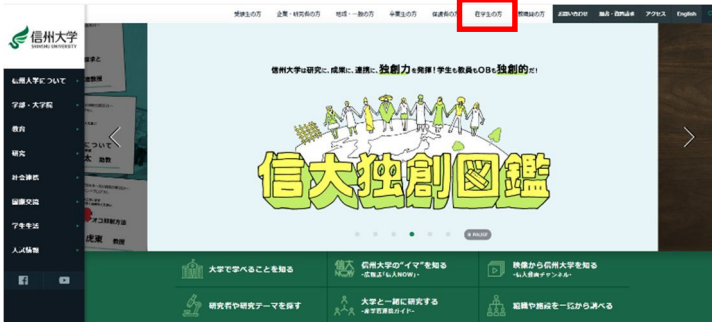 受験生の方 企業・研究者の方 地域・一般の方 卒業生の方 保護者の方 在学生の方 教職員の方 お問い合わせ アクセス English
信州大学
SHINSHU UNIVERSITY
信州大学は研究に、成果に、連携に、独創力を発揮!学生も教員もOBも独創的だ!
信州大学について
学部・大学院
教育
研究
社会連携
国際交流
学生生活
入試情報
信大独創図鑑
PAUSE
大学で学べることを知る
信州大学の"イマ"を知る
-広報誌「信大NOW」-
映像から信州大学を知る
-信大動画チャンネル-
研究者や研究テーマを探す
大学と一緒に研究する
-産学官連携ガイド-
組織や施設を一覧から調べる